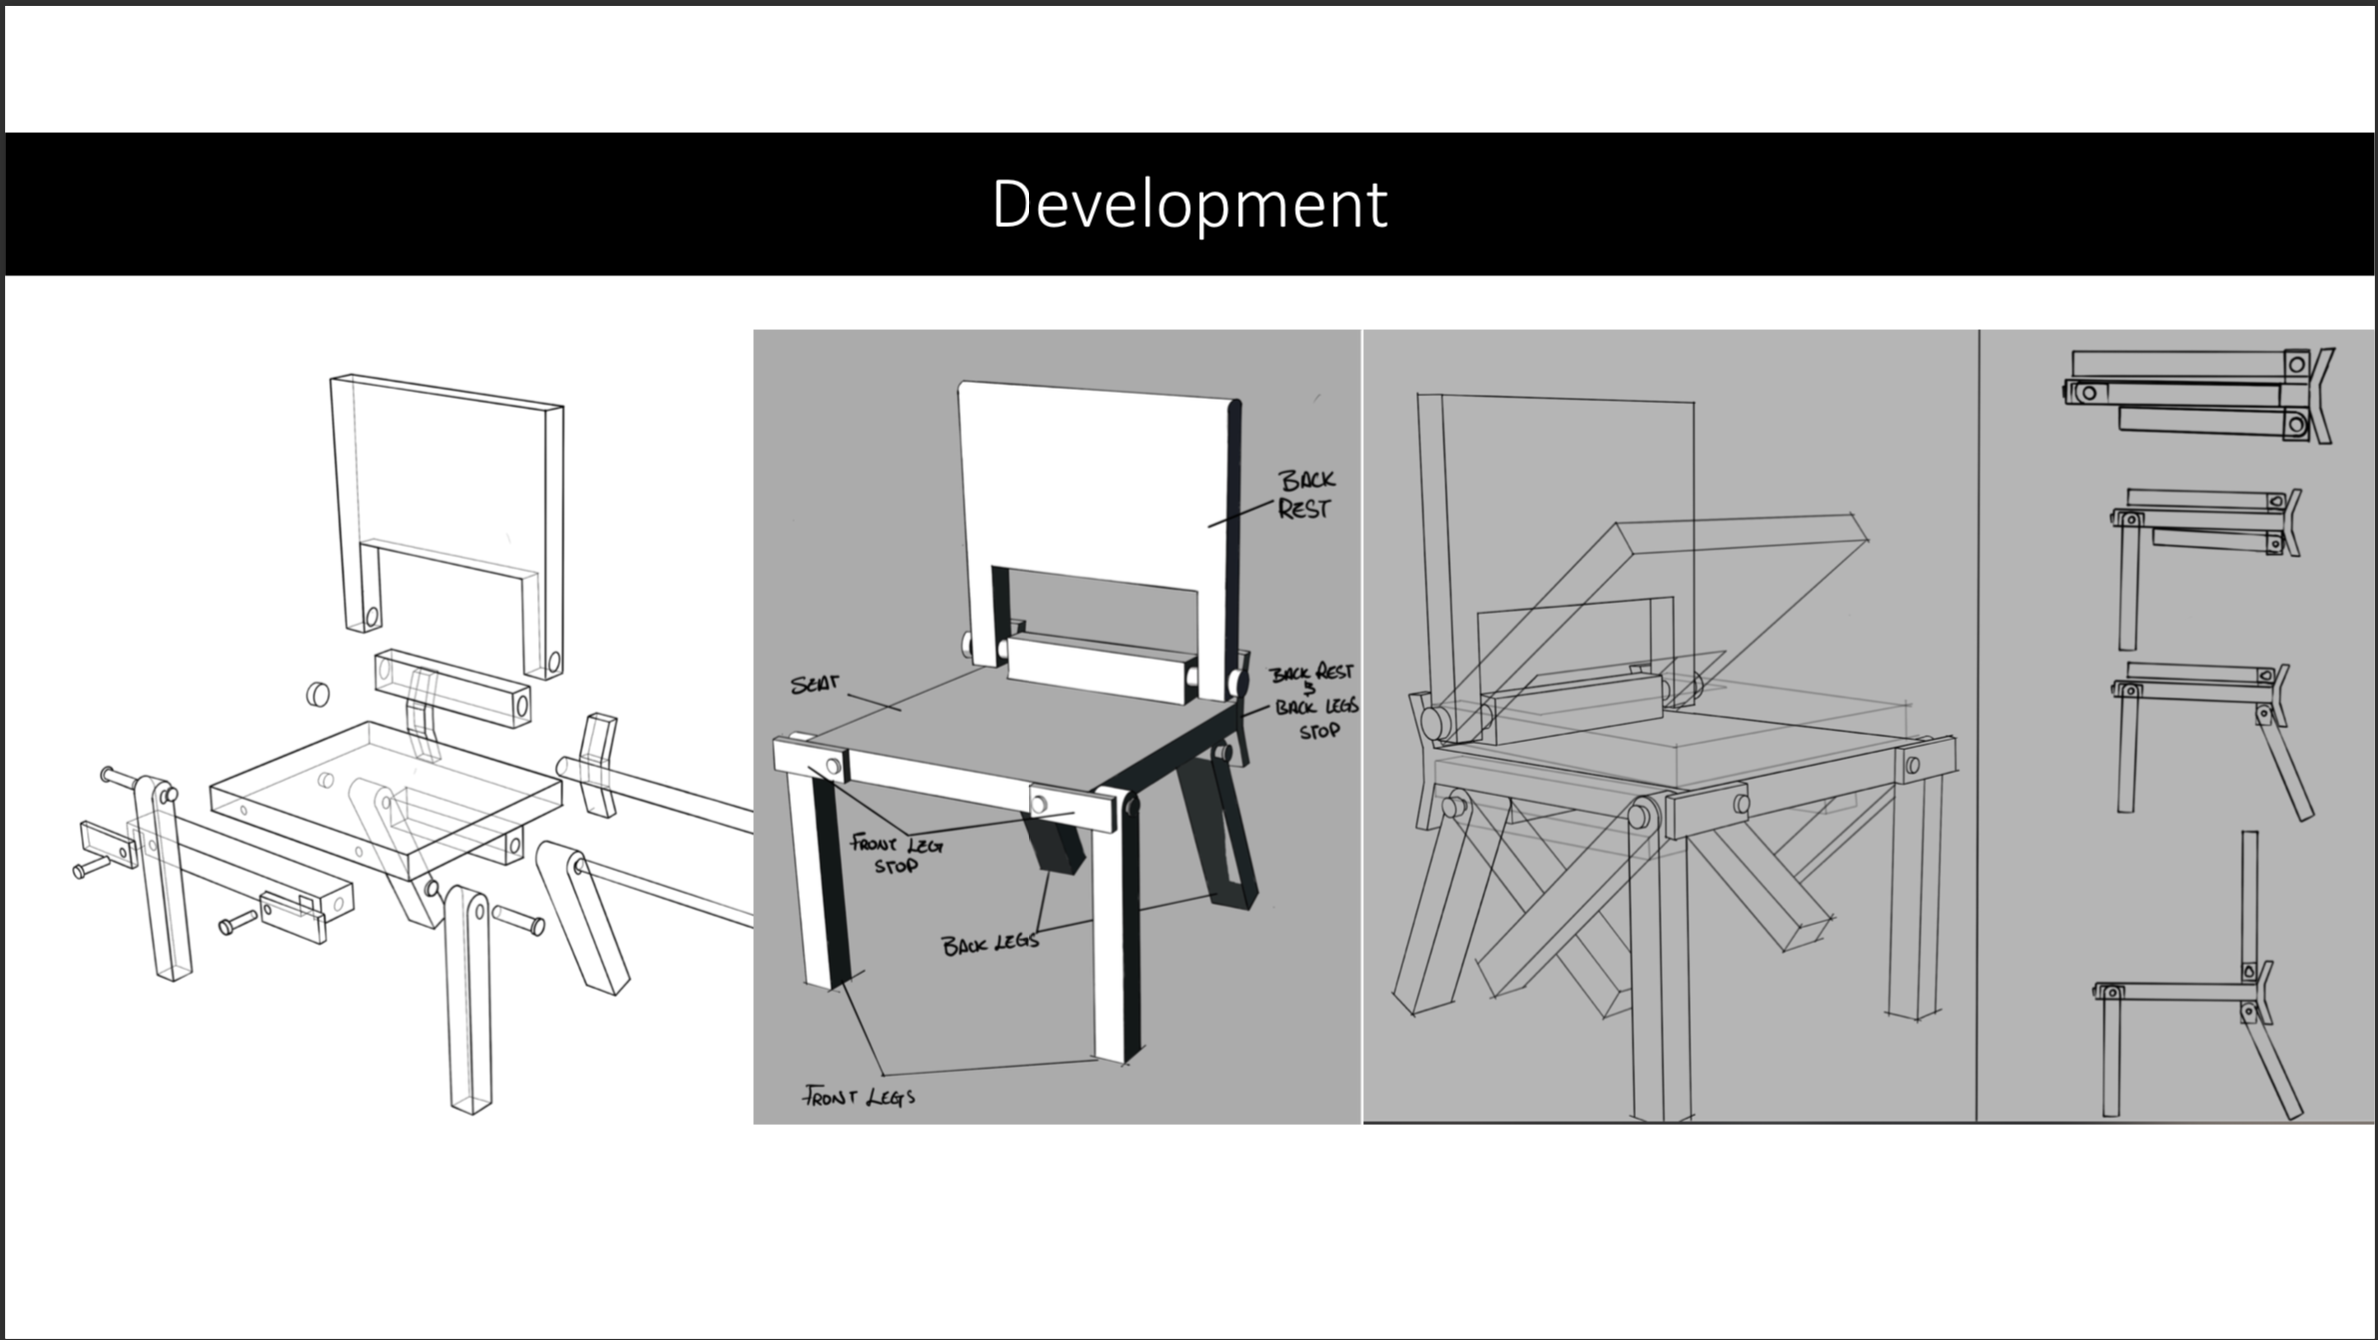 Development
BACK
REST
SEAT
BACK REST
&
BACK LEGS
STOP
FRONT LEG
STOP
BACK LEGS
FRONT LEGS